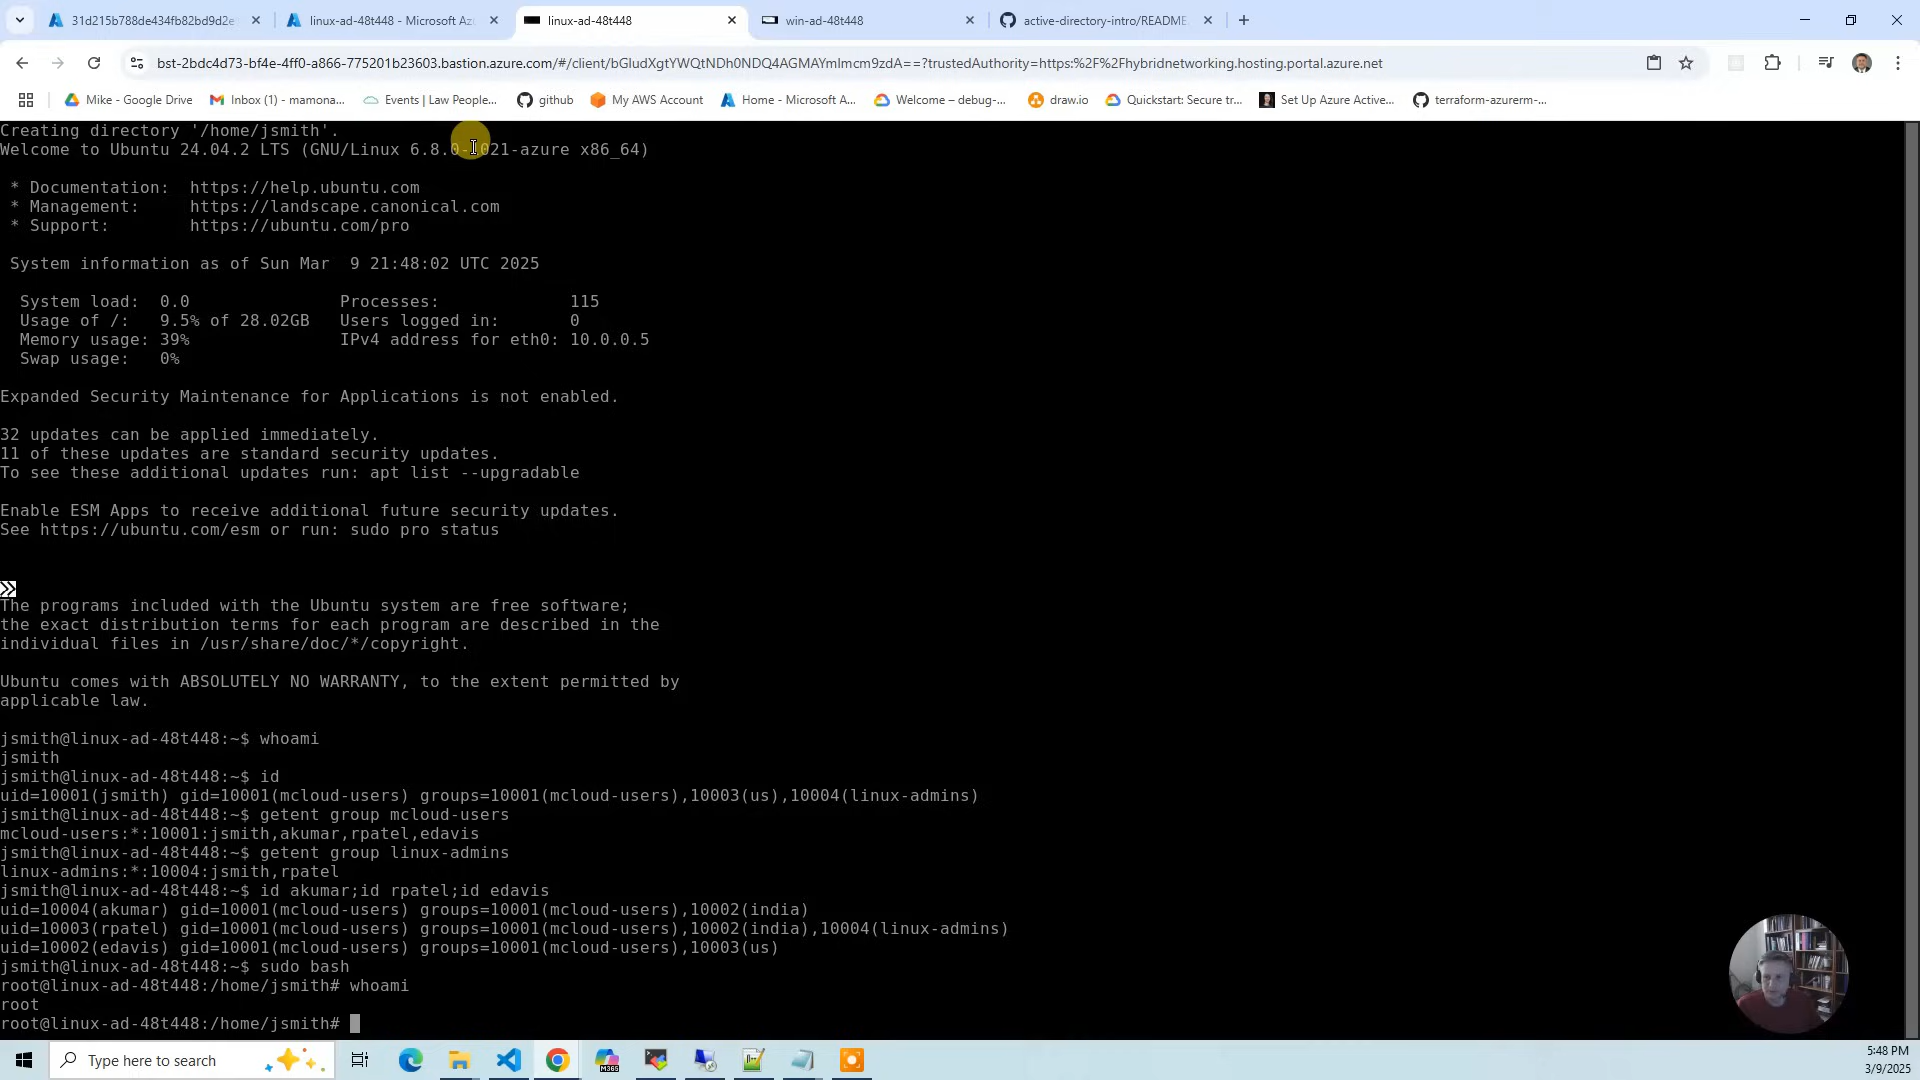 31d215b788de434fb82bd9d2e
linux-ad-48t448 - Microsoft Az
linux-ad-48t448
win-ad-48t448
active-directory-intro/README
bst-2bdc4d73-bf4e-4ff0-a866-775201b23603.bastion.azure.com/#/client/bGludXgtYWQtNDh0NDQ4AGMAYmlmcm9zdA==?trustedAuthority=https:%2F%2Fhybridnetworking.hosting.portal.azure.net
Mike - Google Drive
Inbox (1) - mamona...
Events | Law People...
github
My AWS Account
Home - Microsoft A...
Welcome – debug-...
draw.io
Quickstart: Secure tr...
Set Up Azure Active...
terraform-azurerm-...
Creating directory '/home/jsmith'.
Welcome to Ubuntu 24.04.2 LTS (GNU/Linux 6.8.0-1021-azure x86_64)
* Documentation: https://help.ubuntu.com
* Management: https://landscape.canonical.com
* Support: https://ubuntu.com/pro
System information as of Sun Mar 9 21:48:02 UTC 2025
System load: 0.0 Processes: 115
Usage of /: 9.5% of 28.02GB Users logged in: 0
Memory usage: 39% IPv4 address for eth0: 10.0.0.5
Swap usage: 0%
Expanded Security Maintenance for Applications is not enabled.
32 updates can be applied immediately.
11 of these updates are standard security updates.
To see these additional updates run: apt list --upgradable
Enable ESM Apps to receive additional future security updates.
See https://ubuntu.com/esm or run: sudo pro status
The programs included with the Ubuntu system are free software;
the exact distribution terms for each program are described in the
individual files in /usr/share/doc/*/copyright.
Ubuntu comes with ABSOLUTELY NO WARRANTY, to the extent permitted by
applicable law.
jsmith@linux-ad-48t448:~$ whoami
jsmith
jsmith@linux-ad-48t448:~$ id
uid=10001(jsmith) gid=10001(mcloud-users) groups=10001(mcloud-users),10003(us),10004(linux-admins)
jsmith@linux-ad-48t448:~$ getent group mcloud-users
mcloud-users:*:10001:jsmith,akumar,rpatel,edavis
jsmith@linux-ad-48t448:~$ getent group linux-admins
linux-admins:*:10004:jsmith,rpatel
jsmith@linux-ad-48t448:~$ id akumar;id rpatel;id edavis
uid=10004(akumar) gid=10001(mcloud-users) groups=10001(mcloud-users),10002(india)
uid=10003(rpatel) gid=10001(mcloud-users) groups=10001(mcloud-users),10002(india),10004(linux-admins)
uid=10002(edavis) gid=10001(mcloud-users) groups=10001(mcloud-users),10003(us)
jsmith@linux-ad-48t448:~$ sudo bash
root@linux-ad-48t448:/home/jsmith# whoami
root
root@linux-ad-48t448:/home/jsmith#
Type here to search
M365
5:48 PM
3/9/2025